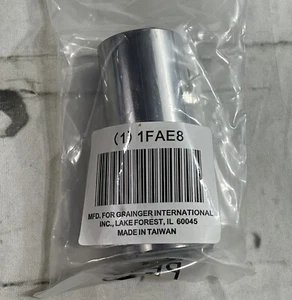 (1) 1FAE8
MFD. FOR GRAINGER INTERNATIONAL
INC., LAKE FOREST, IL 60045
MADE IN TAIWAN